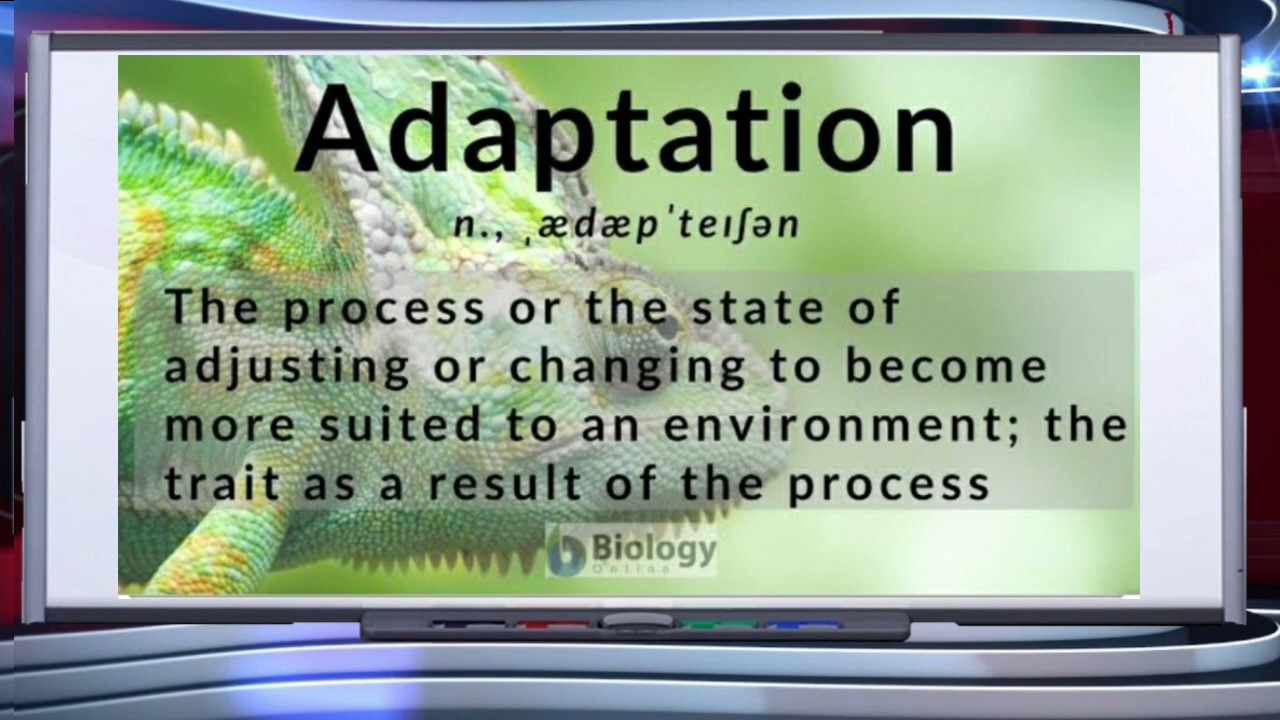 Adaptation
n., ˌædæpˈteɪʃən
The process or the state of
adjusting or changing to become
more suited to an environment; the
trait as a result of the process
Biology
Online